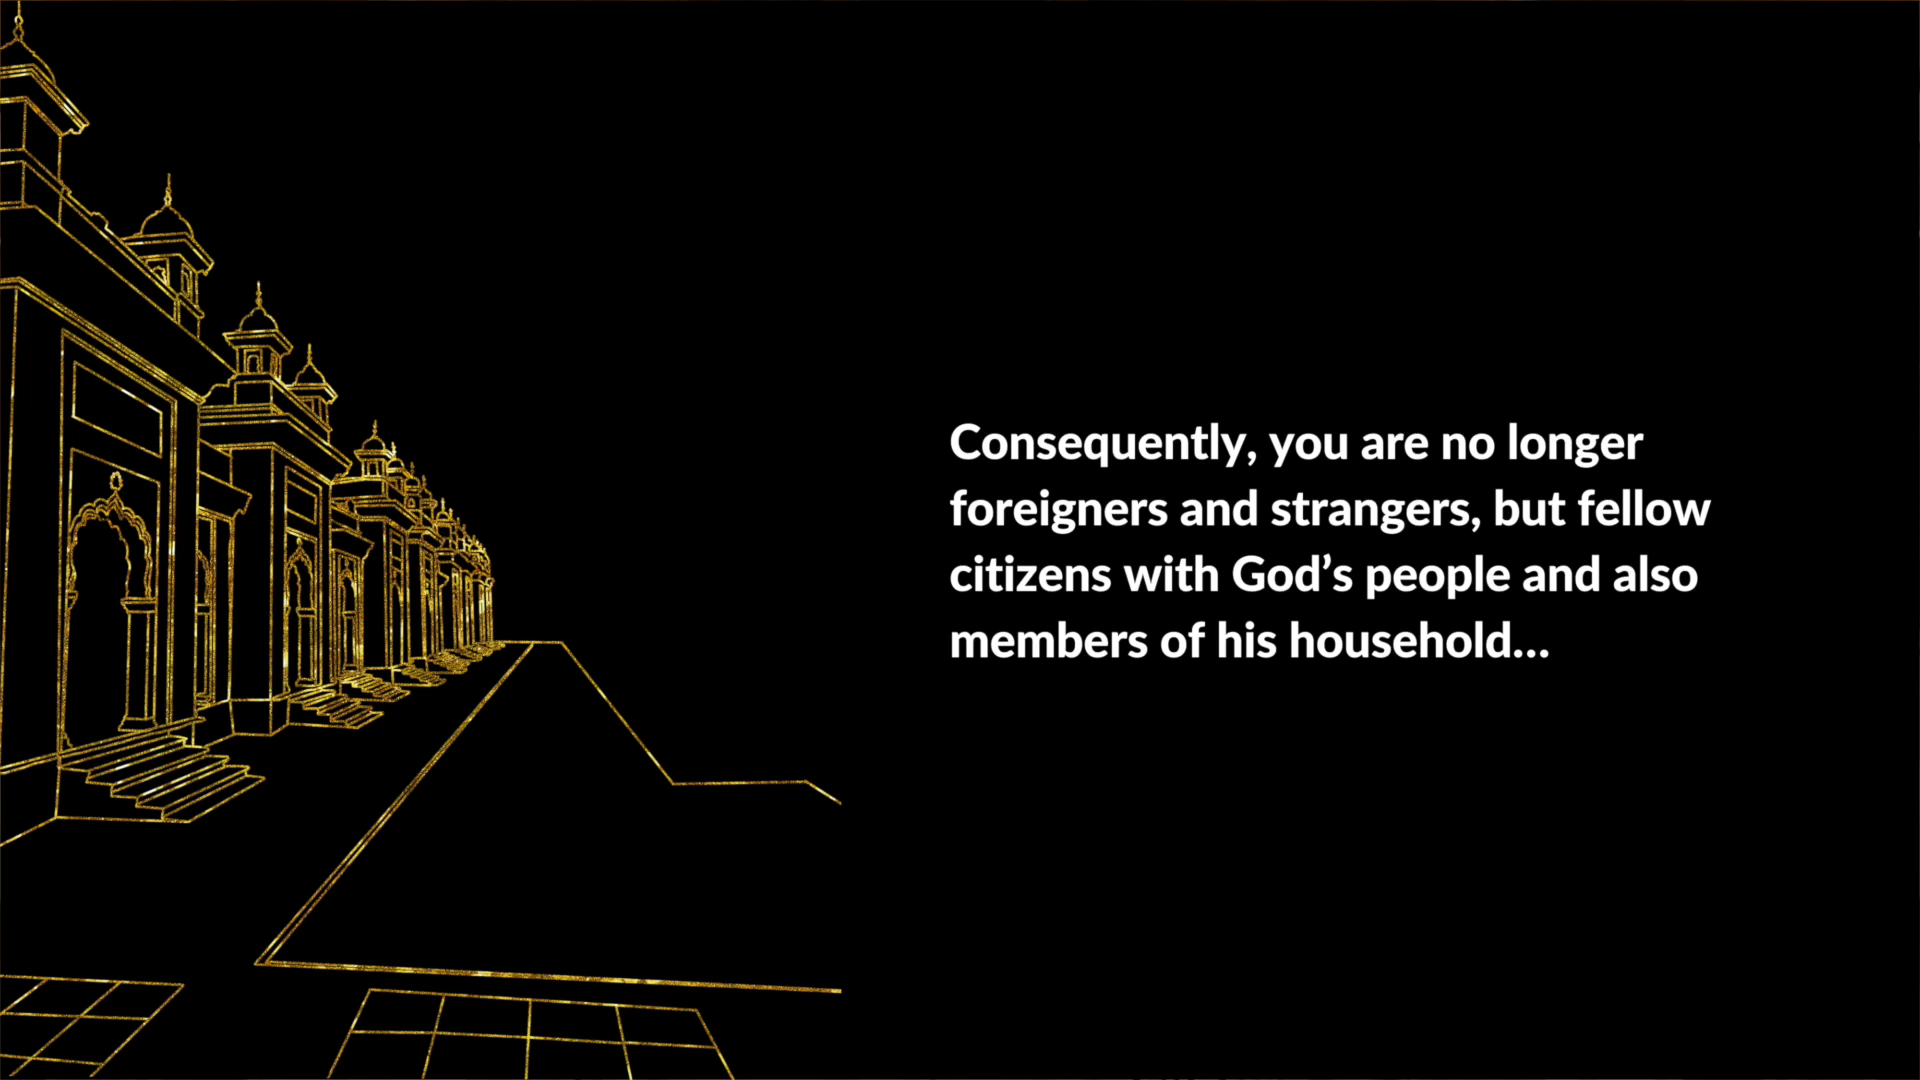 Consequently, you are no longer
foreigners and strangers, but fellow
citizens with God’s people and also
members of his household...